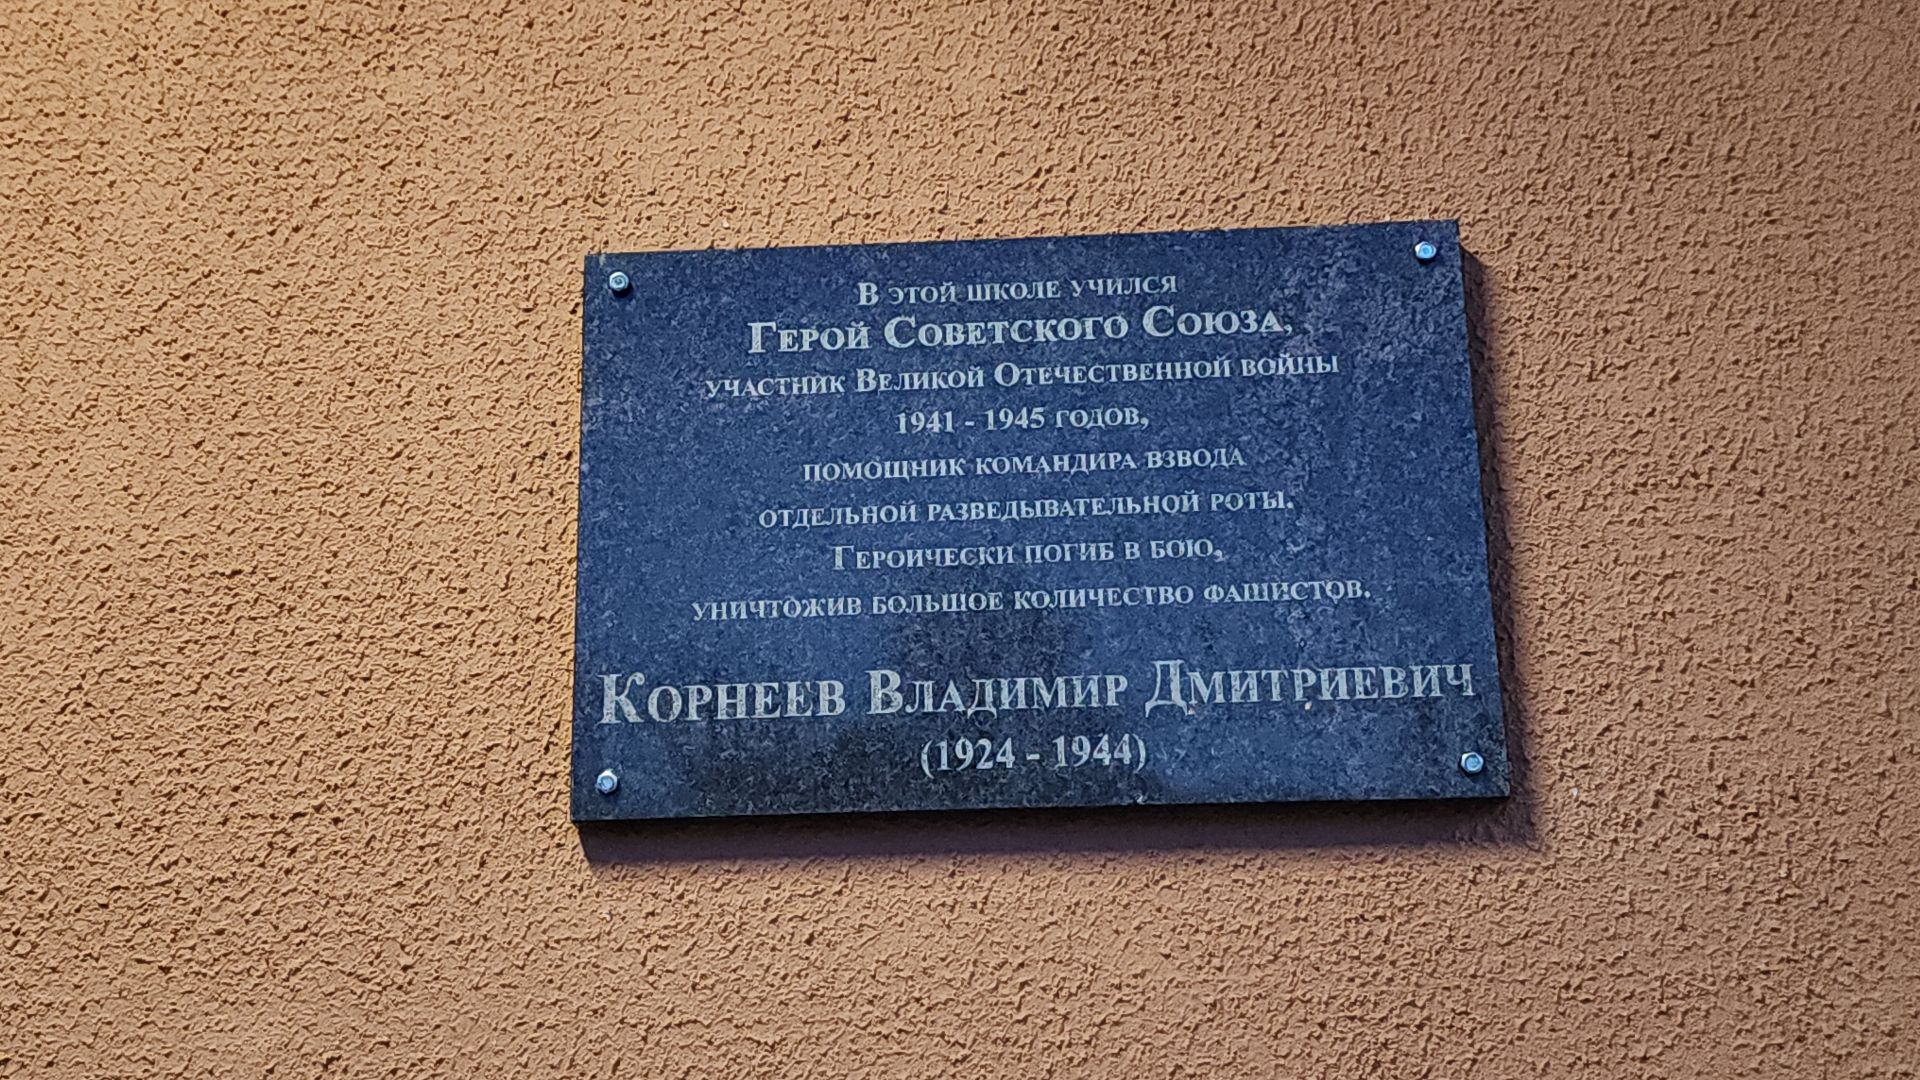 В этой школе учился
Герой Советского Союза,
участник Великой Отечественной войны
1941 - 1945 годов,
помощник командира взвода
отдельной разведывательной роты.
Героически погиб в бою,
уничтожив большое количество фашистов.
Корнеев Владимир Дмитриевич
(1924 - 1944)